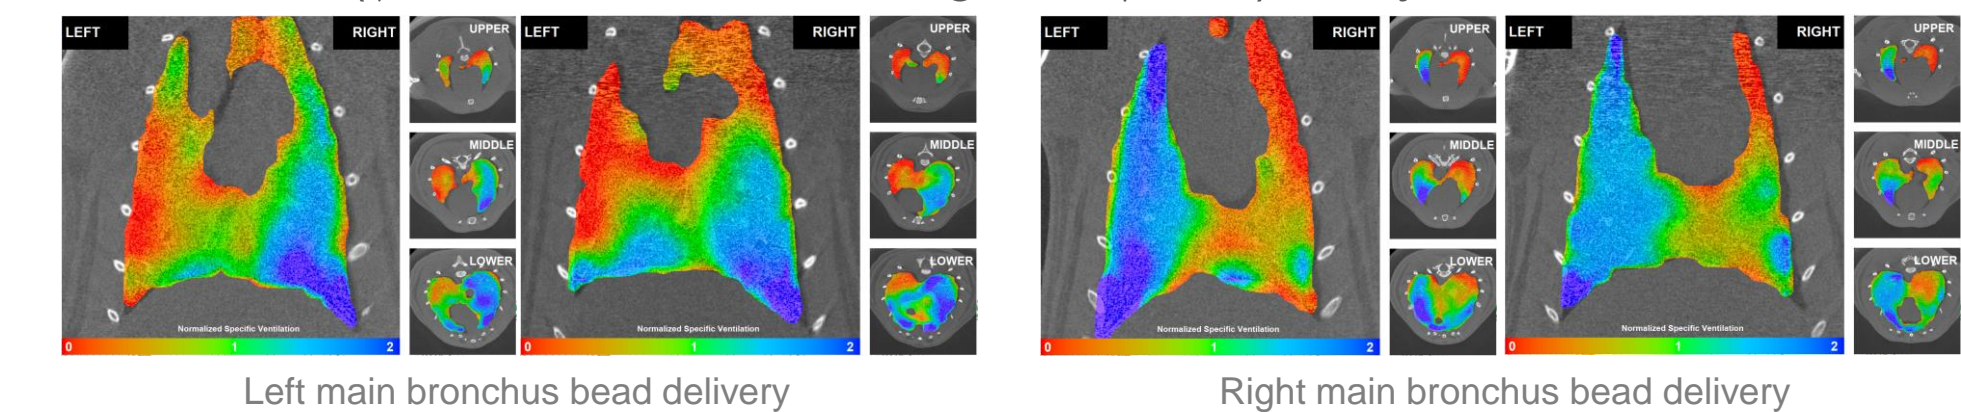 LEFT RIGHT UPPER LEFT RIGHT UPPER LEFT RIGHT UPPER LEFT RIGHT UPPER
MIDDLE MIDDLE MIDDLE MIDDLE
LOWER LOWER LOWER LOWER
Normalized Specific Ventilation Normalized Specific Ventilation Normalized Specific Ventilation Normalized Specific Ventilation
0 1 2 0 1 2 0 1 2 0 1 2
Left main bronchus bead delivery Right main bronchus bead delivery